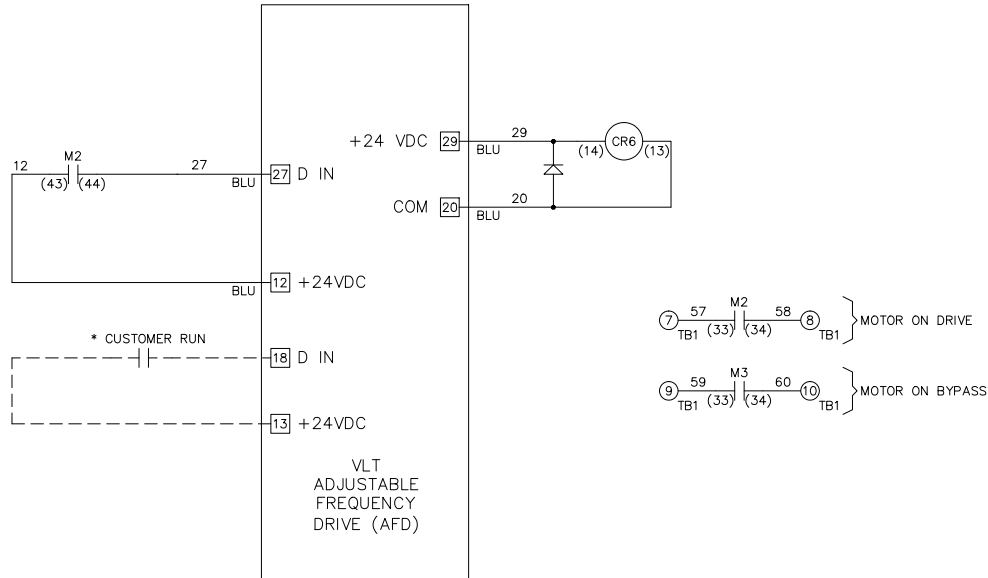 +24 VDC 29 29 BLU (14) CR6 (13)
12 M2 (43) (44) 27 BLU 27 D IN
COM 20 20 BLU
BLU 12 +24VDC
7 57 M2 58 8 MOTOR ON DRIVE
TB1 (33) (34) TB1
* CUSTOMER RUN
18 D IN
9 59 M3 60 10 MOTOR ON BYPASS
TB1 (33) (34) TB1
13 +24VDC
VLT
ADJUSTABLE
FREQUENCY
DRIVE (AFD)